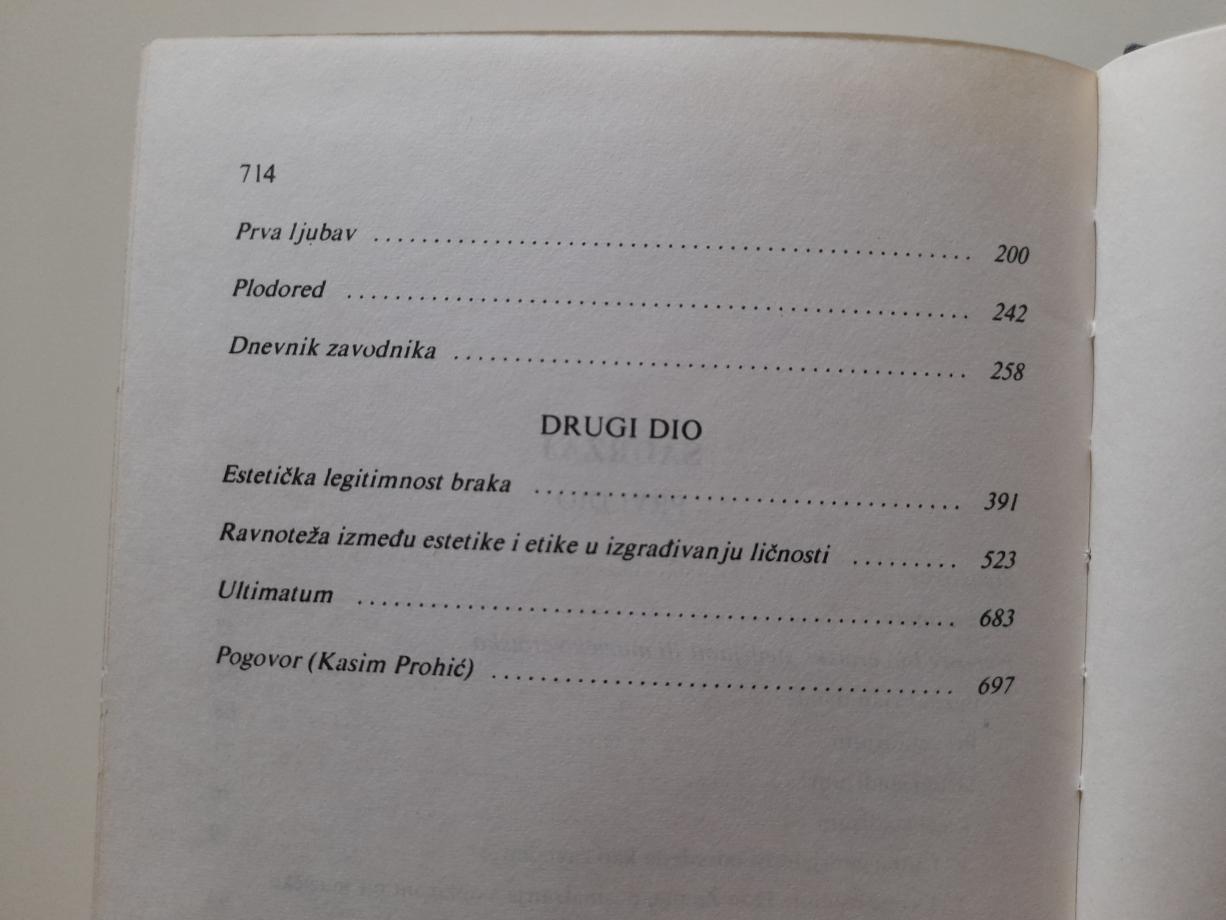 714
Prva ljubav ........................................ 200
Plodored ........................................ 242
Dnevnik zavodnika ........................................ 258
DRUGI DIO
Estetička legitimnost braka ........................................ 391
Ravnoteža između estetike i etike u izgrađivanju ličnosti ......... 523
Ultimatum ........................................ 683
Pogovor (Kasim Prohić) ........................................ 697